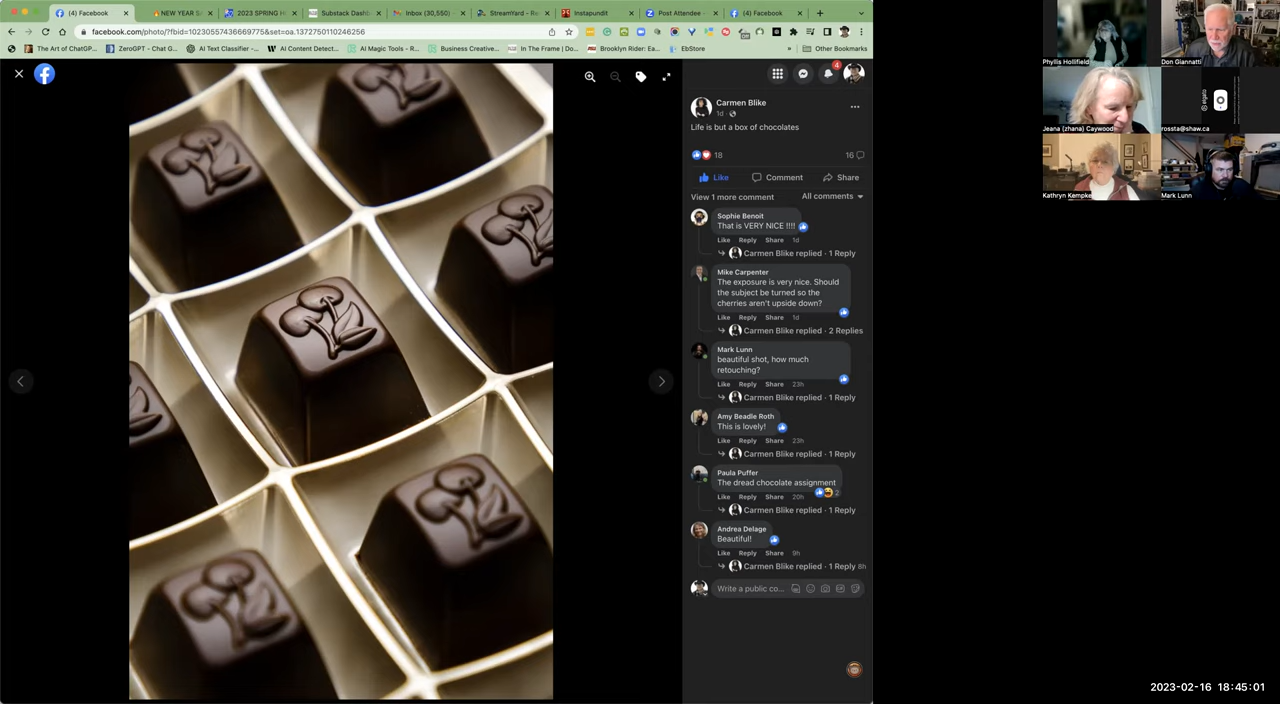 (4) Facebook
NEW YEAR S
2023 SPRING H
Substack Dashb
Inbox (30,550)
StreamYard - Re
Instapundit
Post Attendee -
(4) Facebook
facebook.com/photo/?fbid=10230557436669775&set=oa.1372750110246256
The Art of ChatGP...
ZeroGPT - Chat G...
AI Text Classifier -...
AI Content Detect...
AI Magic Tools - R...
Business Creative...
In The Frame | Do...
Brooklyn Rider: Ea...
EbStore
»
Other Bookmarks
4
Carmen Blike
1d
Life is but a box of chocolates
18
16
Like
Comment
Share
View 1 more comment
All comments
Sophie Benoit
That is VERY NICE !!!!
Like Reply Share 1d
Carmen Blike replied · 1 Reply
Mike Carpenter
The exposure is very nice. Should
the subject be turned so the
cherries aren't upside down?
Like Reply Share 1d
Carmen Blike replied · 2 Replies
Mark Lunn
beautiful shot, how much
retouching?
Like Reply Share 23h
Carmen Blike replied · 1 Reply
Amy Beadle Roth
This is lovely!
Like Reply Share 23h
Carmen Blike replied · 1 Reply
Paula Puffer
The dread chocolate assignment
2
Like Reply Share 20h
Carmen Blike replied · 1 Reply
Andrea Delage
Beautiful!
Like Reply Share 9h
Carmen Blike replied · 1 Reply 8h
Write a public co...
Phyllis Hollifield
Don Giannatti
Jeana (zhana) Caywood
elgato
rossta@shaw.ca
Kathryn Kempke
Mark Lunn
2023-02-16 18:45:01